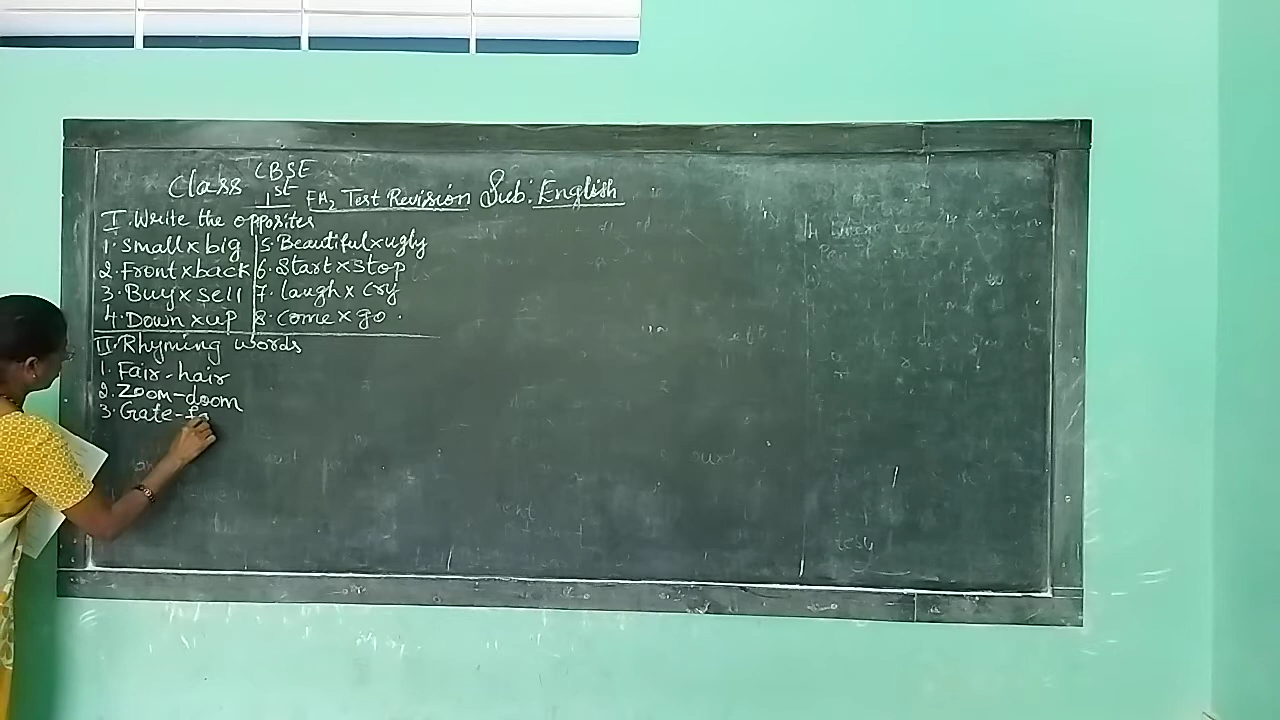 CBSE
Class 1st FA2 Test Revision Sub: English
I. Write the opposites
1. Small x big
2. Front x back
3. Buy x sell
4. Down x up
5. Beautiful x ugly
6. Start x stop
7. laugh x cry
8. Come x go.
II. Rhyming words
1. Fair - hair
2. Zoom - doom
3. Gate - fa